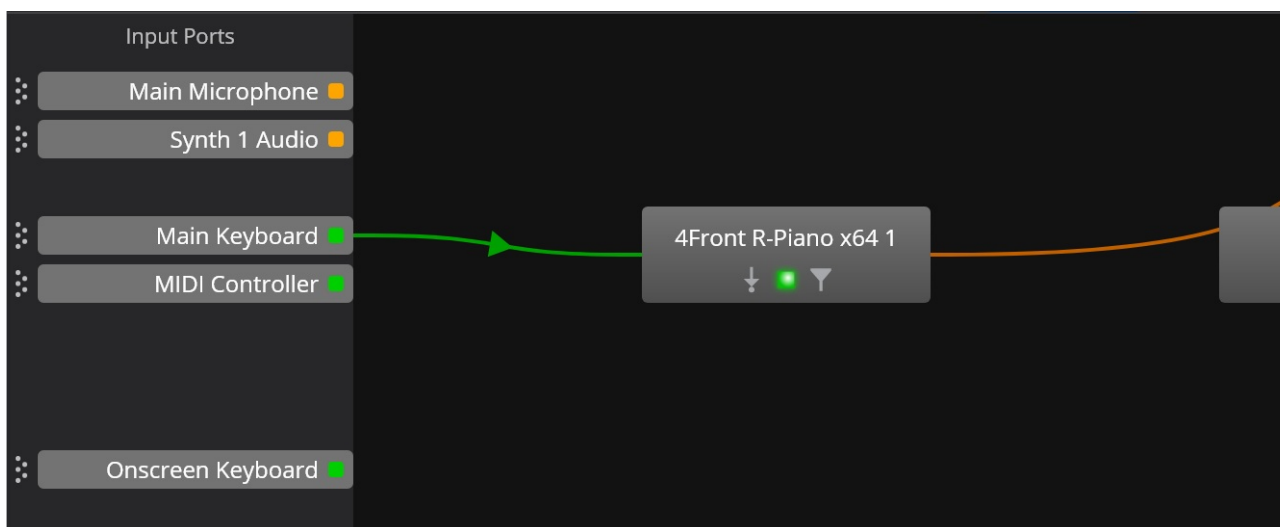 Input Ports
Main Microphone
Synth 1 Audio
Main Keyboard
MIDI Controller
Onscreen Keyboard
4Front R-Piano x64 1